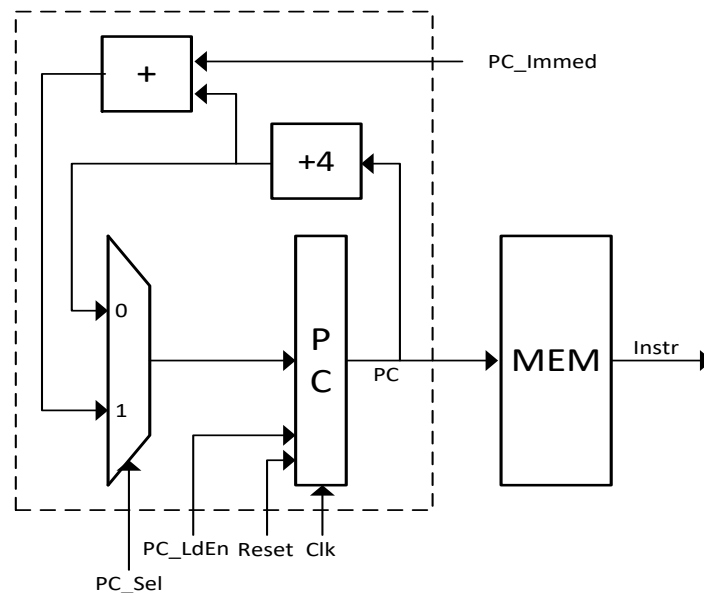 +
PC_Immed
+4
0
P
C
MEM
Instr
PC
1
PC_LdEn
Reset
Clk
PC_Sel